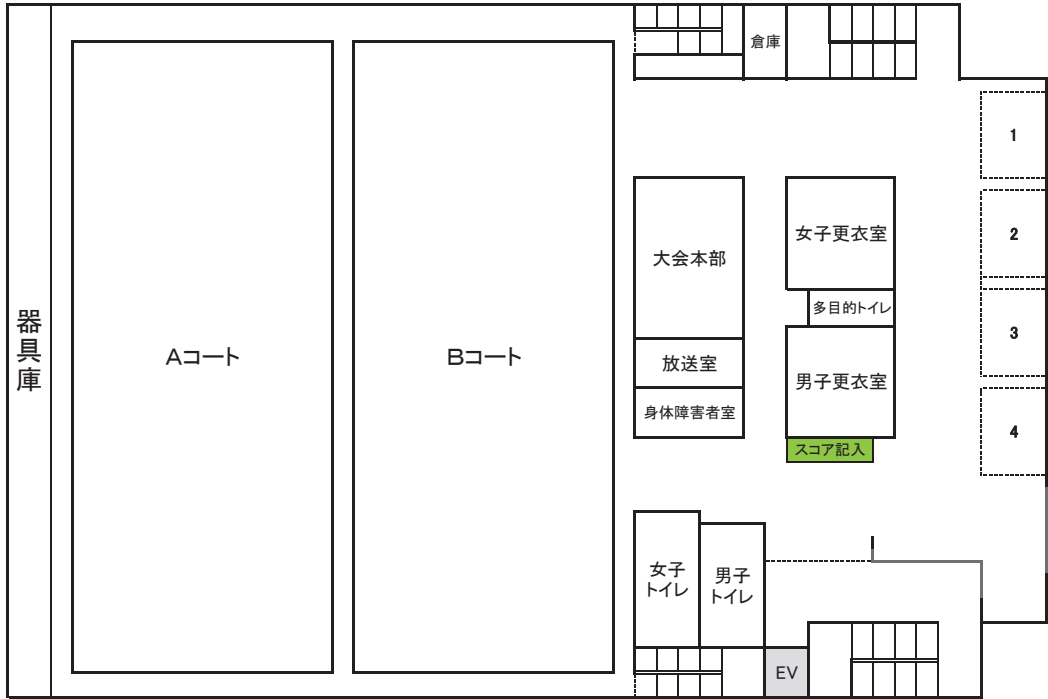 器具庫
Aコート
Bコート
倉庫
大会本部
放送室
身体障害者室
女子更衣室
多目的トイレ
男子更衣室
スコア記入
1
2
3
4
女子
トイレ
男子
トイレ
EV